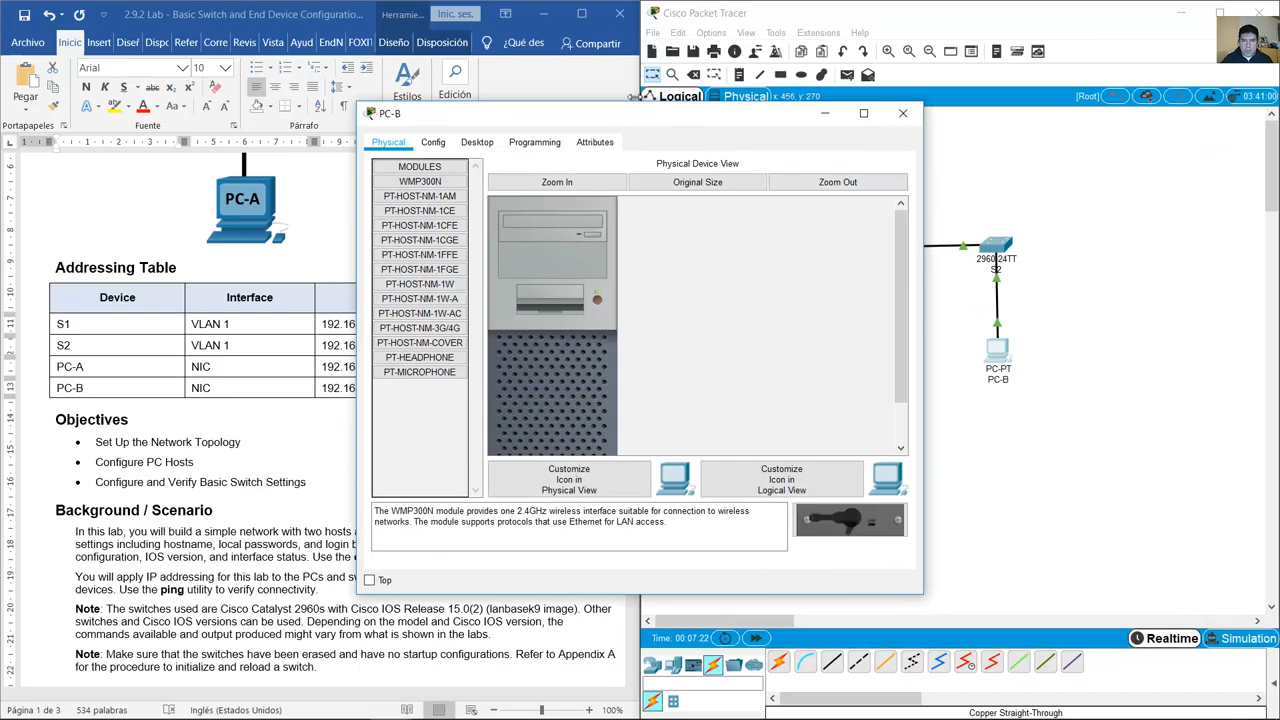 2.9.2 Lab - Basic Switch and End Device Configuratio...
Herramie...
Inic. ses.
Archivo
Inicic
Insert
Diser
Dispc
Refer
Corre
Revis
Vista
Ayud
EndN
FOXI
Diseño
Disposición
¿Qué des
Compartir
Pegar
Arial
10
N
K
S
Estilos
Edición
Portapapeles
Fuente
Párrafo
PC-A
Addressing Table
Device
Interface
S1
VLAN 1
192.16
S2
VLAN 1
192.16
PC-A
NIC
192.16
PC-B
NIC
192.16
Objectives
Set Up the Network Topology
Configure PC Hosts
Configure and Verify Basic Switch Settings
Background / Scenario
In this lab, you will build a simple network with two hosts a
settings including hostname, local passwords, and login b
configuration, IOS version, and interface status. Use the
You will apply IP addressing for this lab to the PCs and sw
devices. Use the ping utility to verify connectivity.
Note: The switches used are Cisco Catalyst 2960s with Cisco IOS Release 15.0(2) (lanbasek9 image). Other
switches and Cisco IOS versions can be used. Depending on the model and Cisco IOS version, the
commands available and output produced might vary from what is shown in the labs.
Note: Make sure that the switches have been erased and have no startup configurations. Refer to Appendix A
for the procedure to initialize and reload a switch.
Página 1 de 3
534 palabras
Inglés (Estados Unidos)
100%
PC-B
Physical
Config
Desktop
Programming
Attributes
MODULES
WMP300N
PT-HOST-NM-1AM
PT-HOST-NM-1CE
PT-HOST-NM-1CFE
PT-HOST-NM-1CGE
PT-HOST-NM-1FFE
PT-HOST-NM-1FGE
PT-HOST-NM-1W
PT-HOST-NM-1W-A
PT-HOST-NM-1W-AC
PT-HOST-NM-3G/4G
PT-HOST-NM-COVER
PT-HEADPHONE
PT-MICROPHONE
Physical Device View
Zoom In
Original Size
Zoom Out
Customize
Icon in
Physical View
Customize
Icon in
Logical View
The WMP300N module provides one 2.4GHz wireless interface suitable for connection to wireless
networks. The module supports protocols that use Ethernet for LAN access.
Top
Cisco Packet Tracer
File
Edit
Options
View
Tools
Extensions
Help
Logical
Physical
x: 456, y: 270
[Root]
03:41:00
2960-24TT
S2
PC-PT
PC-B
Time: 00:07:22
Realtime
Simulation
Copper Straight-Through